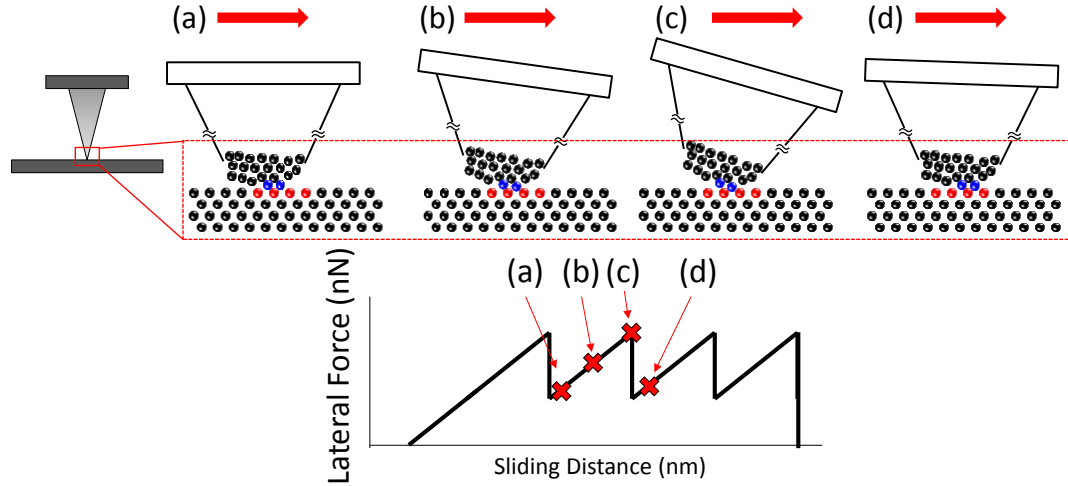 (a)
(b)
(c)
(d)
(a)
(b)
(c)
(d)
Lateral Force (nN)
Sliding Distance (nm)